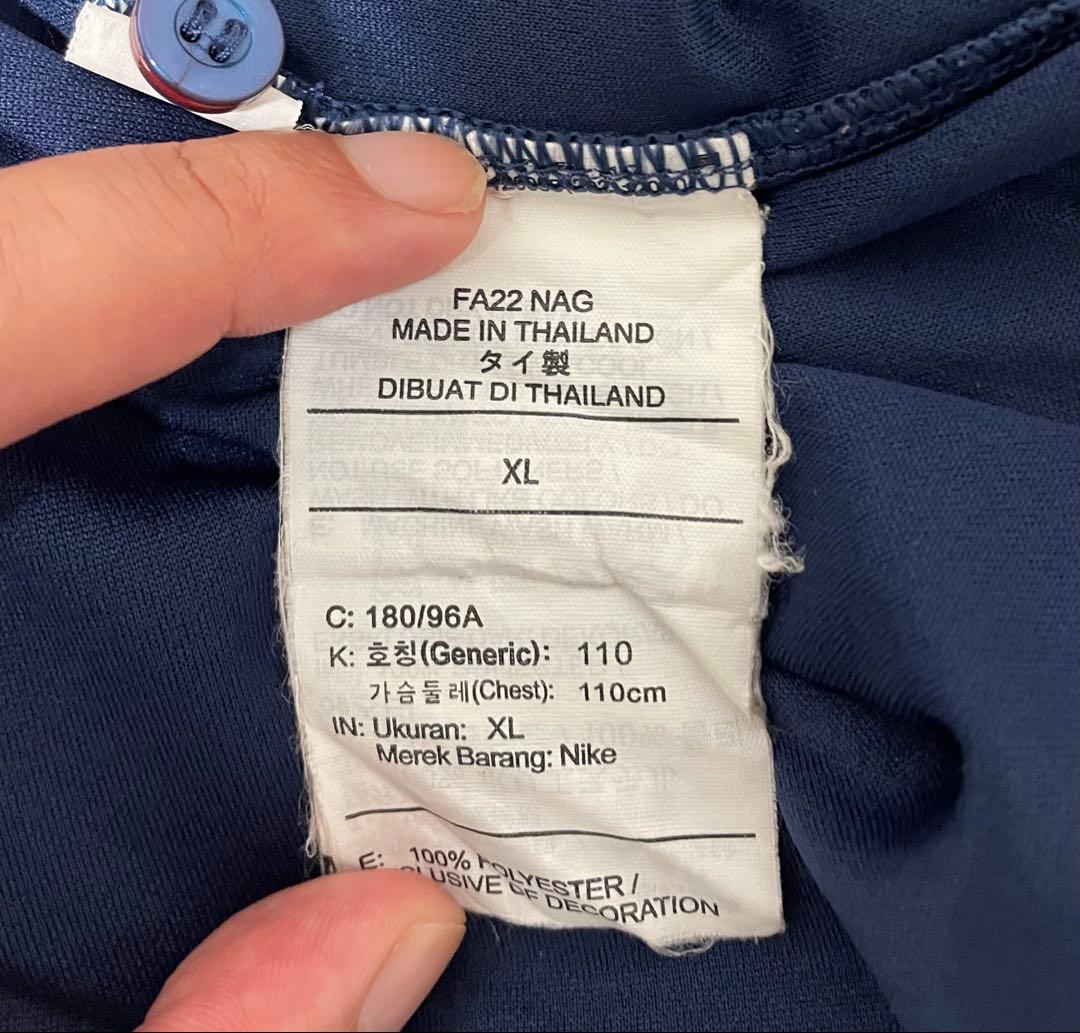 FA22 NAG
MADE IN THAILAND
タイ製
DIBUAT DI THAILAND
XL
C: 180/96A
K: 호칭(Generic): 110
가슴둘레(Chest): 110cm
IN: Ukuran: XL
Merek Barang: Nike
E: 100% POLYESTER /
OF DECORATION